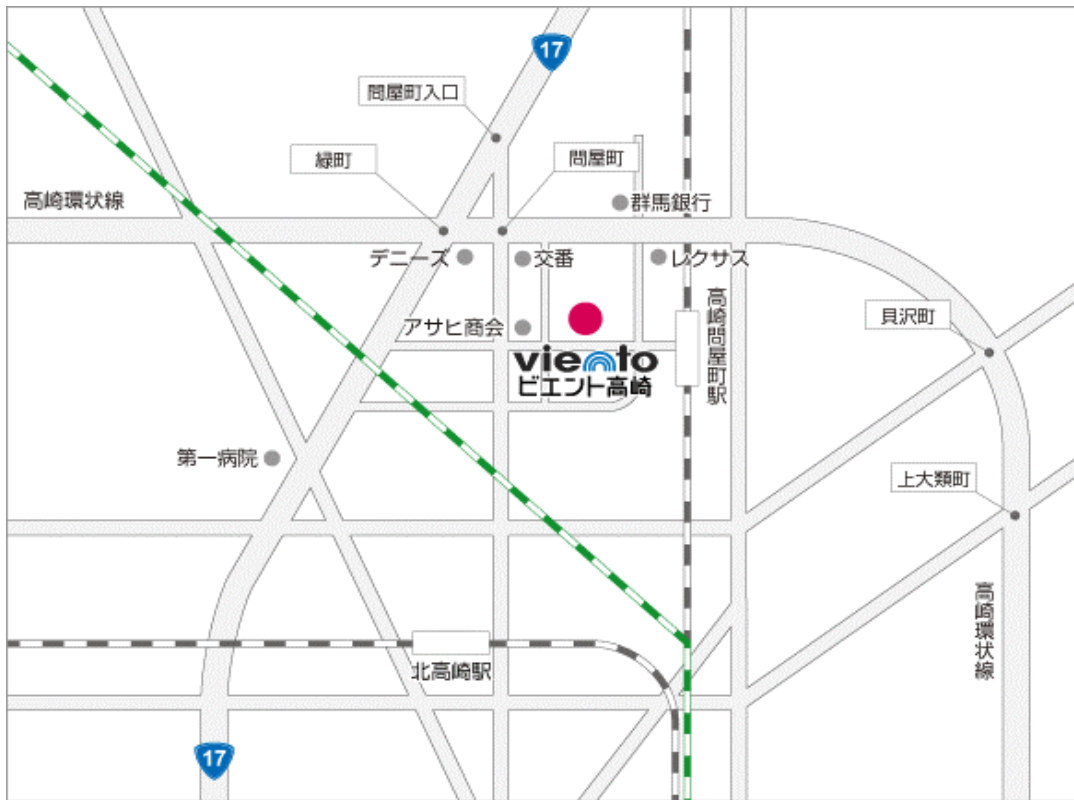 17
問屋町入口
緑町
問屋町
高崎環状線
群馬銀行
デニーズ
交番
レクサス
アサヒ商会
高崎問屋町駅
貝沢町
viento
ビエント高崎
第一病院
上大類町
高崎環状線
北高崎駅
17